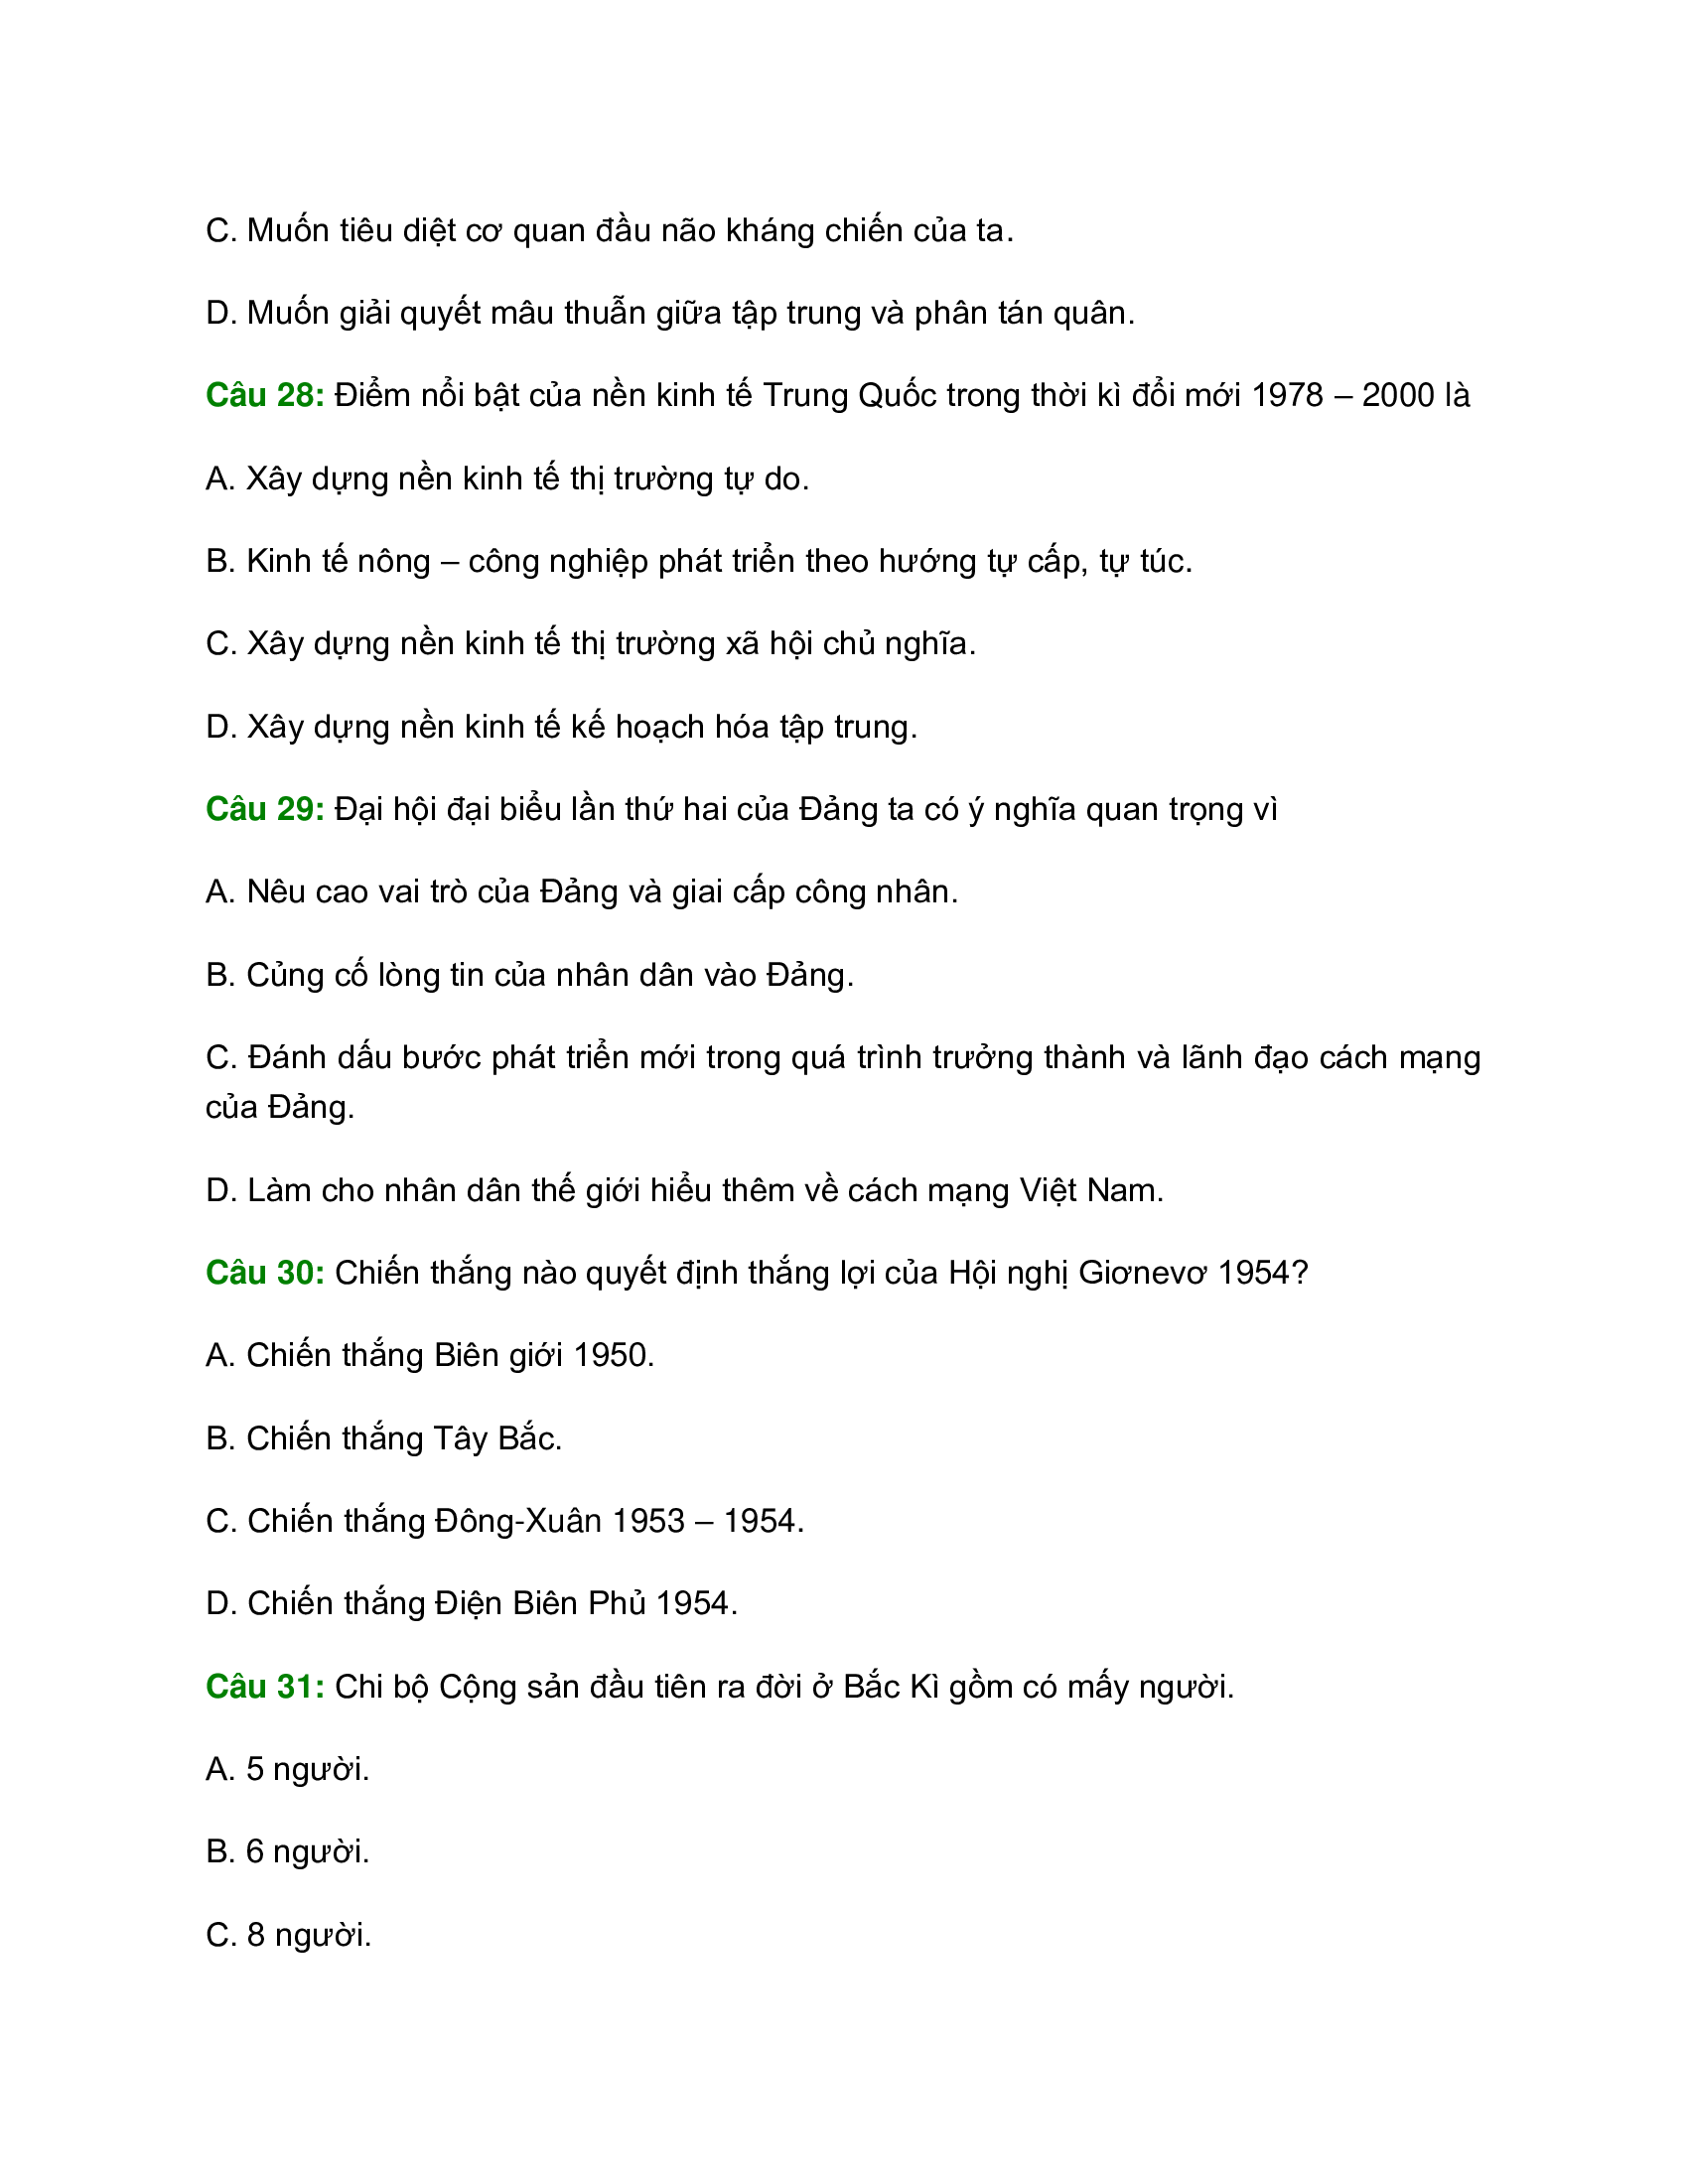 C. Muốn tiêu diệt cơ quan đầu não kháng chiến của ta.
D. Muốn giải quyết mâu thuẫn giữa tập trung và phân tán quân.
Câu 28: Điểm nổi bật của nền kinh tế Trung Quốc trong thời kì đổi mới 1978 – 2000 là
A. Xây dựng nền kinh tế thị trường tự do.
B. Kinh tế nông – công nghiệp phát triển theo hướng tự cấp, tự túc.
C. Xây dựng nền kinh tế thị trường xã hội chủ nghĩa.
D. Xây dựng nền kinh tế kế hoạch hóa tập trung.
Câu 29: Đại hội đại biểu lần thứ hai của Đảng ta có ý nghĩa quan trọng vì
A. Nêu cao vai trò của Đảng và giai cấp công nhân.
B. Củng cố lòng tin của nhân dân vào Đảng.
C. Đánh dấu bước phát triển mới trong quá trình trưởng thành và lãnh đạo cách mạng
của Đảng.
D. Làm cho nhân dân thế giới hiểu thêm về cách mạng Việt Nam.
Câu 30: Chiến thắng nào quyết định thắng lợi của Hội nghị Giơnevơ 1954?
A. Chiến thắng Biên giới 1950.
B. Chiến thắng Tây Bắc.
C. Chiến thắng Đông-Xuân 1953 – 1954.
D. Chiến thắng Điện Biên Phủ 1954.
Câu 31: Chi bộ Cộng sản đầu tiên ra đời ở Bắc Kì gồm có mấy người.
A. 5 người.
B. 6 người.
C. 8 người.